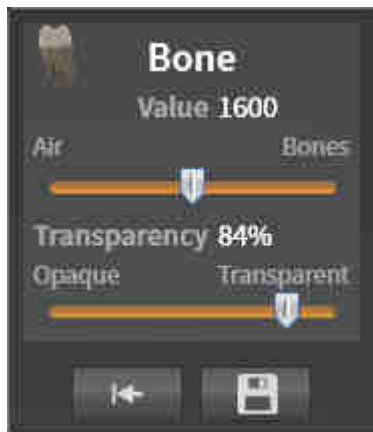 Bone
Value 1600
Air Bones
Transparency 84%
Opaque Transparent